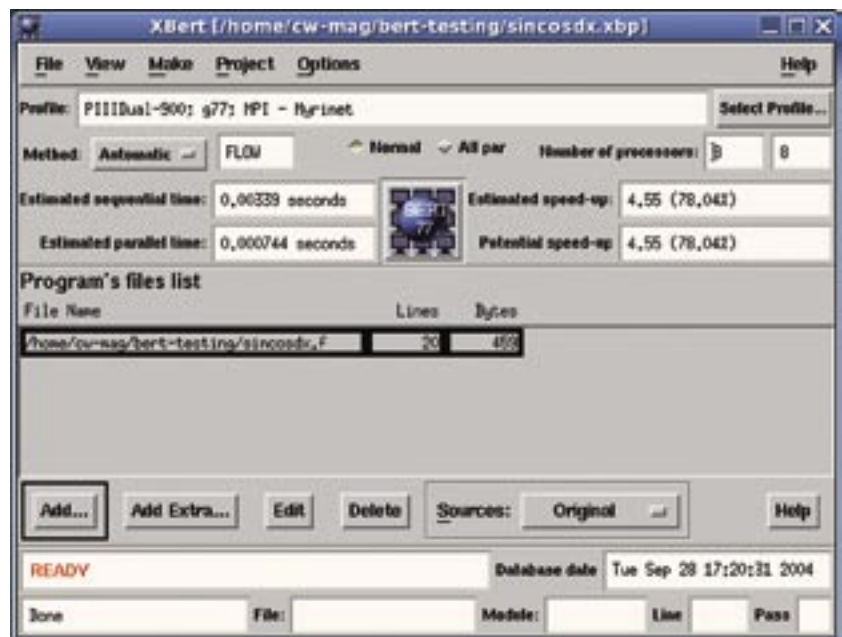 XBert [/home/cw-mag/bert-testing/sincosdx.xbp]
File View Make Project Options Help
Profile: PIIIDual-900; g77; MPI - Myrinet Select Profile...
Method: Automatic FLOW Normal All par Number of processors: 8
Estimated sequential time: 0,00339 seconds BERT 77 Estimated speed-up: 4,55 (78,04%)
Estimated parallel time: 0,000744 seconds Potential speed-up 4,55 (78,04%)
Program's files list
File Name Lines Bytes
/home/cw-mag/bert-testing/sincosdx.f 20 459
Add... Add Extra... Edit Delete Sources: Original Help
READY Database date Tue Sep 28 17:20:31 2004
Done File: Module: Line Pass